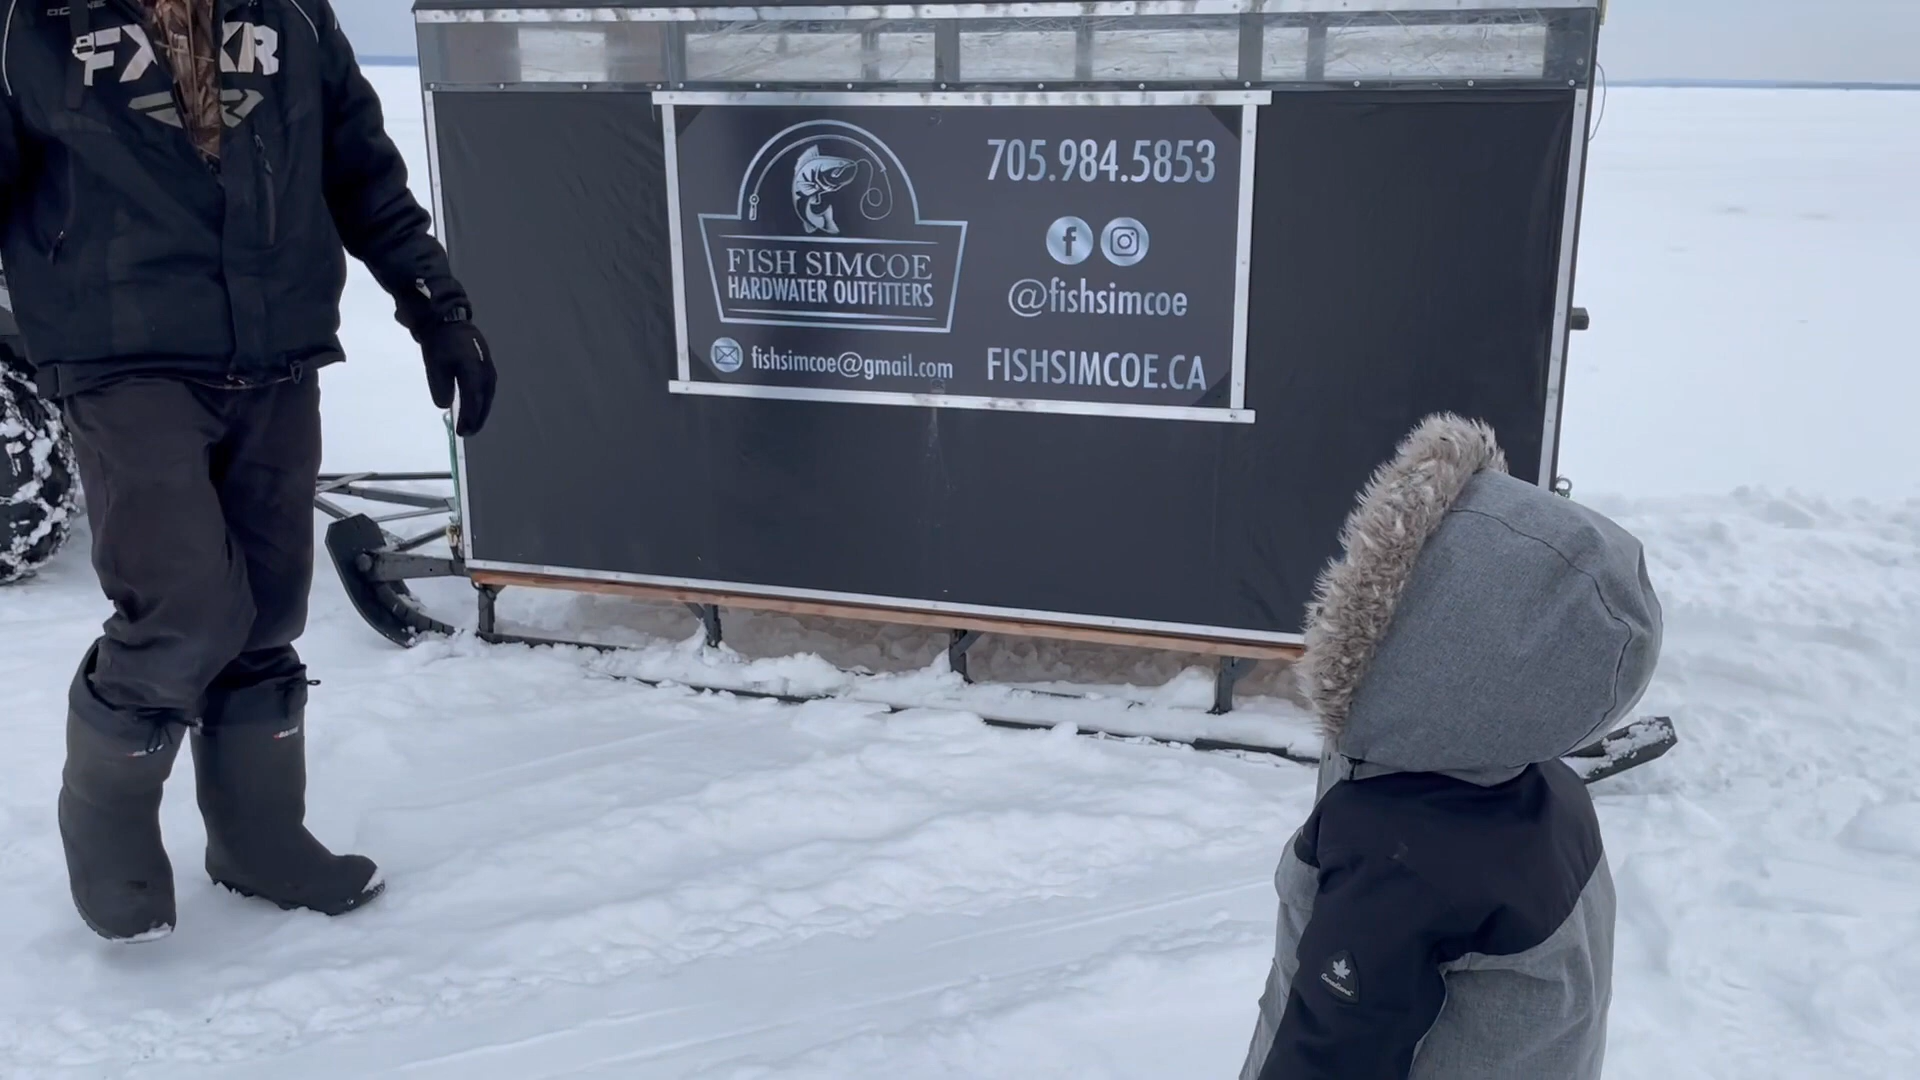 FXR
705.984.5853
FISH SIMCOE
HARDWATER OUTFITTERS
@fishsimcoe
fishsimcoe@gmail.com
FISHSIMCOE.CA